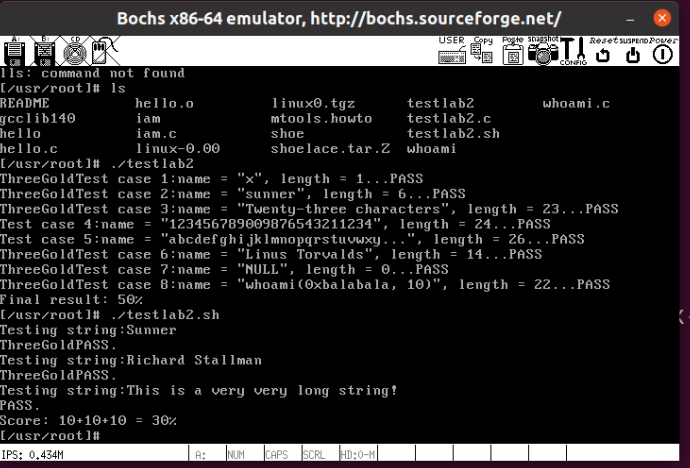 Bochs x86-64 emulator, http://bochs.sourceforge.net/
A: B: CD USER Copy Paste snapshot CONFIG Reset SUSPEND Power
lls: command not found
[/usr/root]# ls
README hello.o linux0.tgz testlab2 whoami.c
gcclib140 iam mtools.howto testlab2.c
hello iam.c shoe testlab2.sh
hello.c linux-0.00 shoelace.tar.Z whoami
[/usr/root]# ./testlab2
ThreeGoldTest case 1:name = "x", length = 1...PASS
ThreeGoldTest case 2:name = "sunner", length = 6...PASS
ThreeGoldTest case 3:name = "Twenty-three characters", length = 23...PASS
Test case 4:name = "123456789009876543211234", length = 24...PASS
Test case 5:name = "abcdefghijklmnopqrstuvwxy...", length = 26...PASS
ThreeGoldTest case 6:name = "Linus Torvalds", length = 14...PASS
ThreeGoldTest case 7:name = "NULL", length = 0...PASS
ThreeGoldTest case 8:name = "whoami(0xbalabala, 10)", length = 22...PASS
Final result: 50%
[/usr/root]# ./testlab2.sh
Testing string:Sunner
ThreeGoldPASS.
Testing string:Richard Stallman
ThreeGoldPASS.
Testing string:This is a very very long string!
PASS.
Score: 10+10+10 = 30%
[/usr/root]#
IPS: 0.434M A: NUM CAPS SCRL HD:0-M